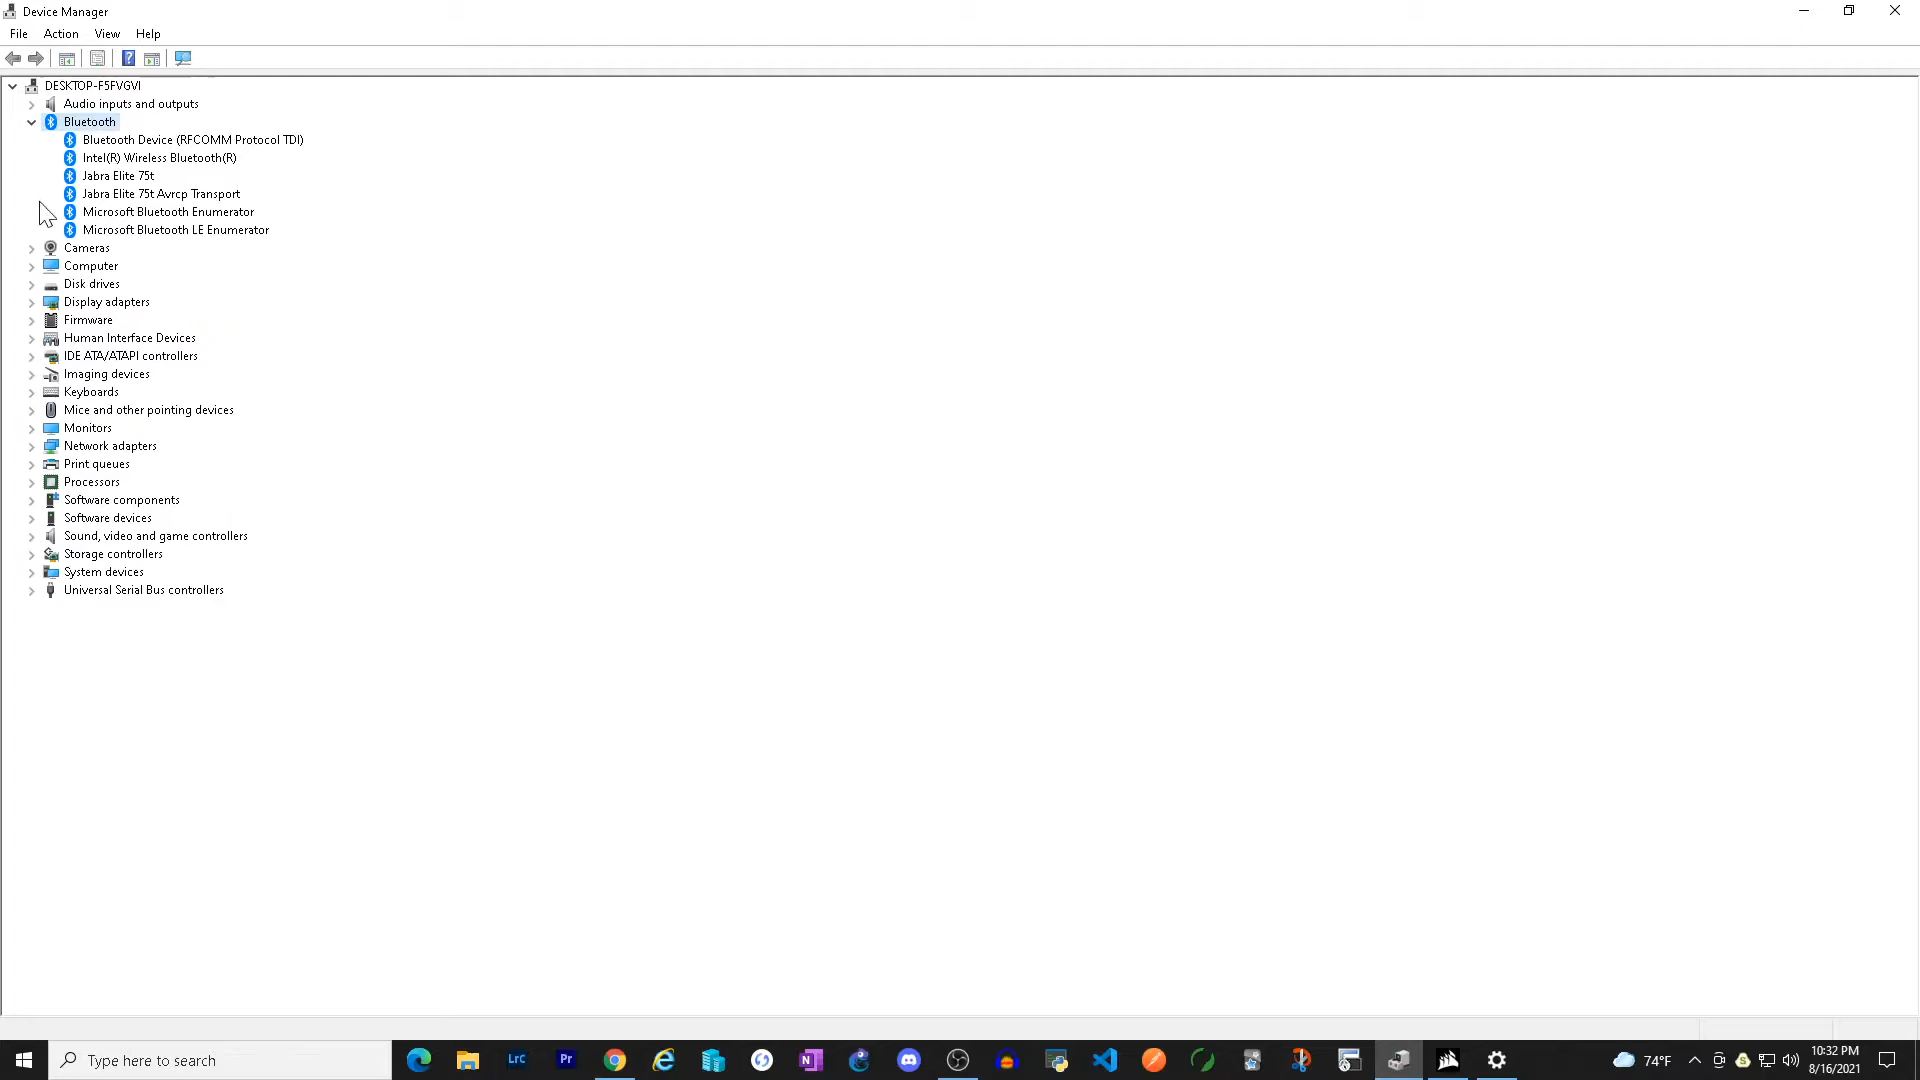 Device Manager
File Action View Help
DESKTOP-F5FVGVI
Audio inputs and outputs
Bluetooth
Bluetooth Device (RFCOMM Protocol TDI)
Intel(R) Wireless Bluetooth(R)
Jabra Elite 75t
Jabra Elite 75t Avrcp Transport
Microsoft Bluetooth Enumerator
Microsoft Bluetooth LE Enumerator
Cameras
Computer
Disk drives
Display adapters
Firmware
Human Interface Devices
IDE ATA/ATAPI controllers
Imaging devices
Keyboards
Mice and other pointing devices
Monitors
Network adapters
Print queues
Processors
Software components
Software devices
Sound, video and game controllers
Storage controllers
System devices
Universal Serial Bus controllers
Type here to search
LrC
Pr
74°F
10:32 PM
8/16/2021